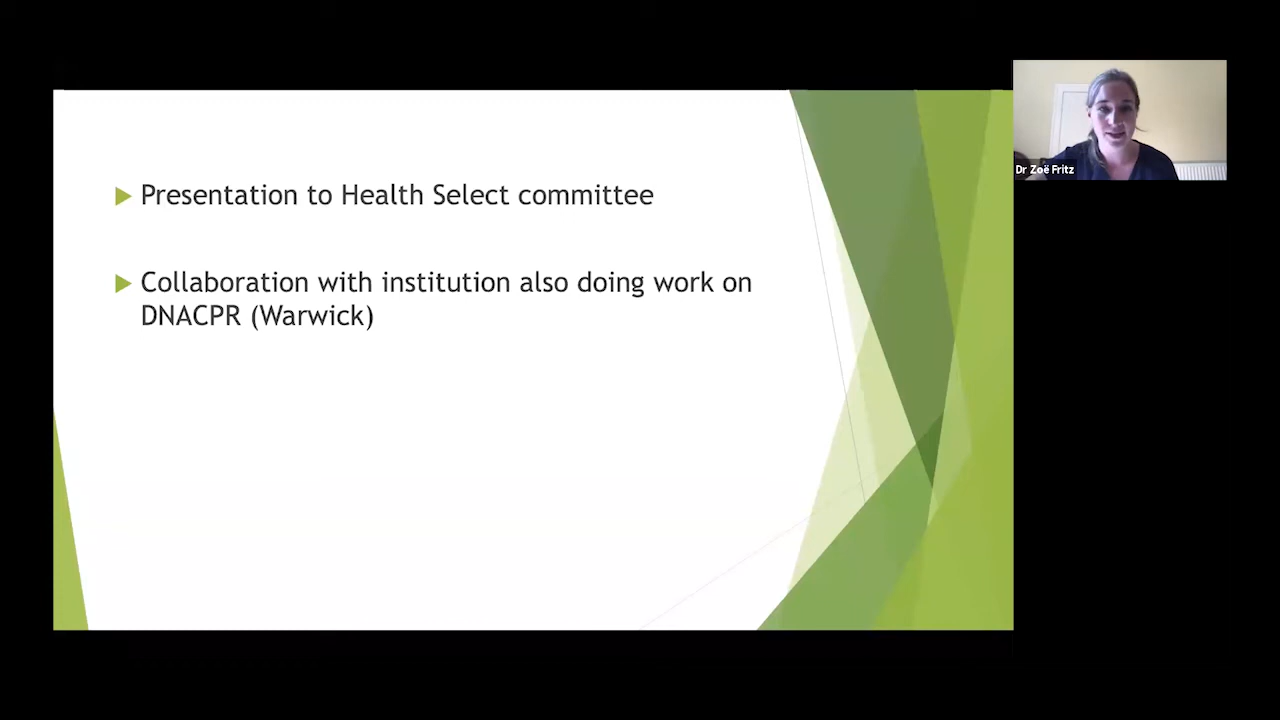 Presentation to Health Select committee
Collaboration with institution also doing work on
DNACPR (Warwick)
Dr Zoë Fritz